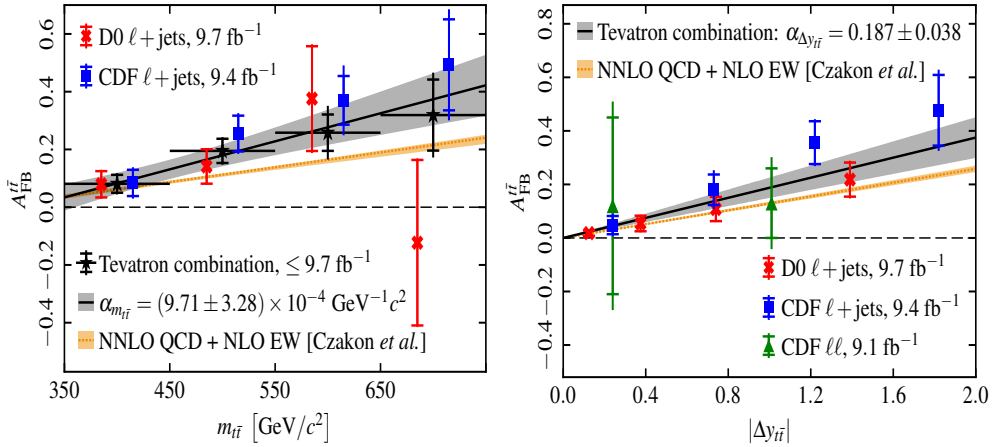 D0 ℓ+jets, 9.7 fb⁻¹
CDF ℓ+jets, 9.4 fb⁻¹
Tevatron combination, ≤ 9.7 fb⁻¹
α_{m_{tt̄}} = (9.71 ± 3.28) × 10⁻⁴ GeV⁻¹c²
NNLO QCD + NLO EW [Czakon et al.]
A_{FB}^{tt̄}
0.6
0.4
0.2
0.0
−0.2
−0.4
350
450
550
650
m_{tt̄} [GeV/c²]
Tevatron combination: α_{Δy_{tt̄}} = 0.187 ± 0.038
NNLO QCD + NLO EW [Czakon et al.]
D0 ℓ+jets, 9.7 fb⁻¹
CDF ℓ+jets, 9.4 fb⁻¹
CDF ℓℓ, 9.1 fb⁻¹
A_{FB}^{tt̄}
0.8
0.6
0.4
0.2
0.0
−0.2
−0.4
0.0
0.4
0.8
1.2
1.6
2.0
|Δy_{tt̄}|